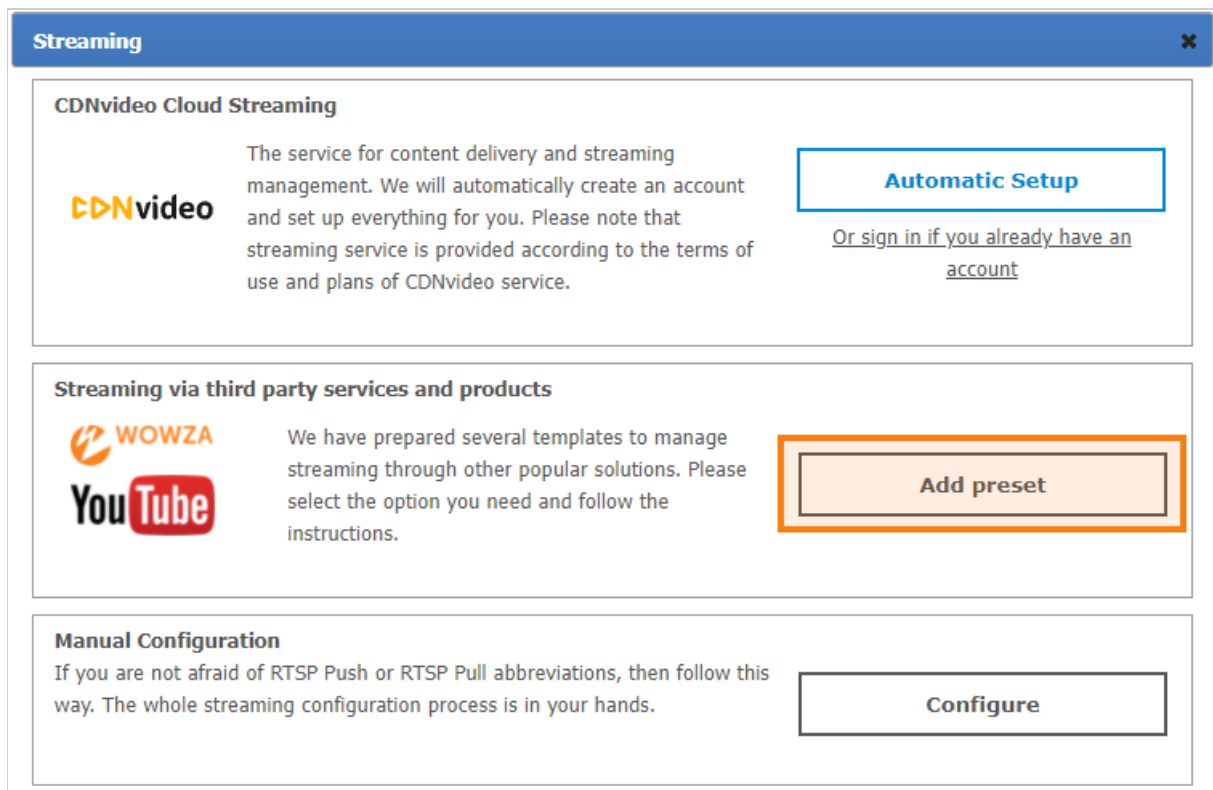 Streaming
CDNvideo Cloud Streaming
CDNvideo
The service for content delivery and streaming
management. We will automatically create an account
and set up everything for you. Please note that
streaming service is provided according to the terms of
use and plans of CDNvideo service.
Automatic Setup
Or sign in if you already have an
account
Streaming via third party services and products
WOWZA
YouTube
We have prepared several templates to manage
streaming through other popular solutions. Please
select the option you need and follow the
instructions.
Add preset
Manual Configuration
If you are not afraid of RTSP Push or RTSP Pull abbreviations, then follow this
way. The whole streaming configuration process is in your hands.
Configure